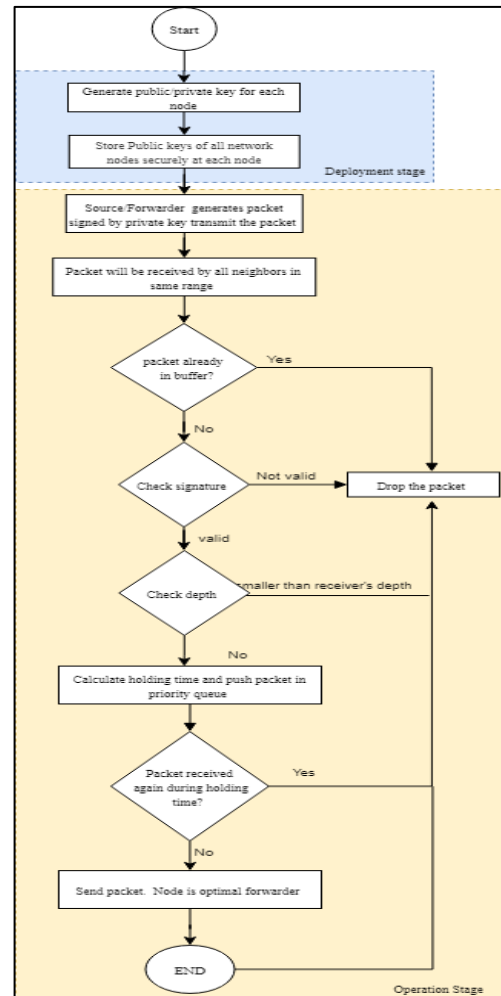 Start
Generate public/private key for each
node
Store Public keys of all network
nodes securely at each node
Deployment stage
Source/Forwarder generates packet
signed by private key transmit the packet
Packet will be received by all neighbors in
same range
packet already
in buffer?
Yes
No
Check signature
Not valid
Drop the packet
valid
Check depth
smaller than receiver's depth
No
Calculate holding time and push packet in
priority queue
Packet received
again during holding
time?
Yes
No
Send packet. Node is optimal forwarder
END
Operation Stage